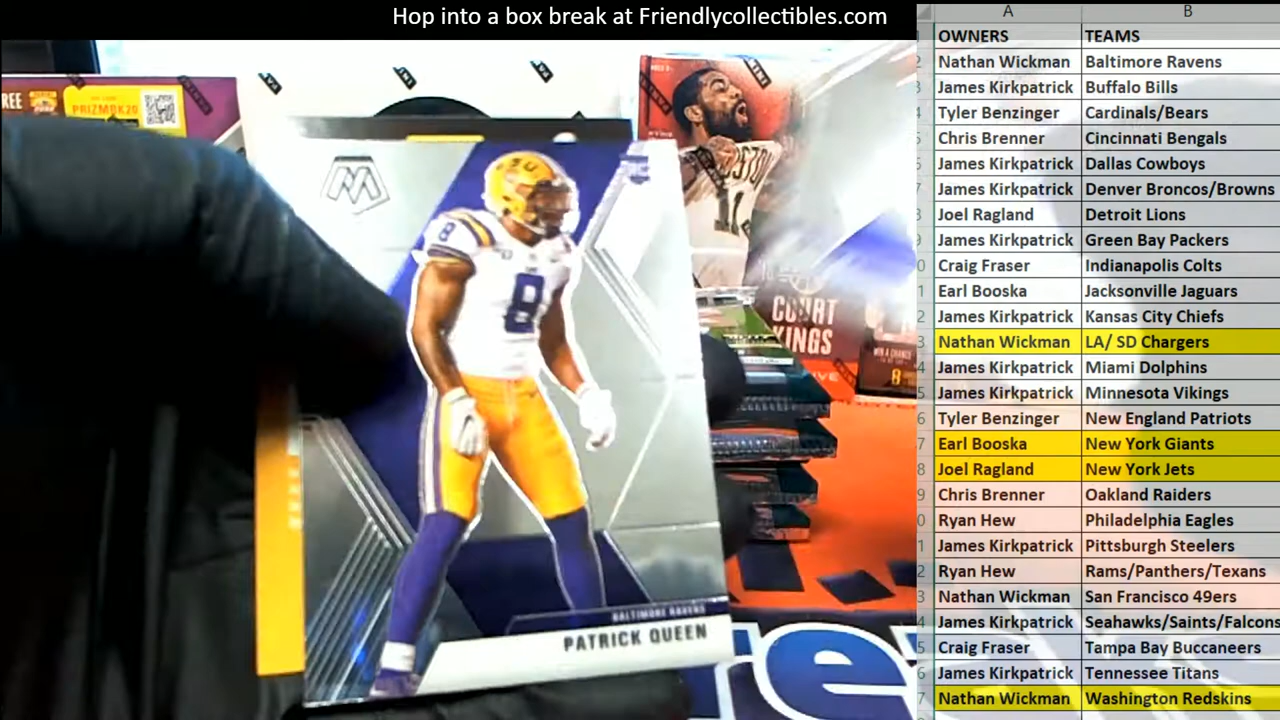 Hop into a box break at Friendlycollectibles.com
PRIZMBK20
8
8
BALTIMORE RAVENS
PATRICK QUEEN
11
COURT
KINGS
A B
OWNERS TEAMS
Nathan Wickman Baltimore Ravens
James Kirkpatrick Buffalo Bills
Tyler Benzinger Cardinals/Bears
Chris Brenner Cincinnati Bengals
James Kirkpatrick Dallas Cowboys
James Kirkpatrick Denver Broncos/Browns
Joel Ragland Detroit Lions
James Kirkpatrick Green Bay Packers
Craig Fraser Indianapolis Colts
Earl Booska Jacksonville Jaguars
James Kirkpatrick Kansas City Chiefs
Nathan Wickman LA/ SD Chargers
James Kirkpatrick Miami Dolphins
James Kirkpatrick Minnesota Vikings
Tyler Benzinger New England Patriots
Earl Booska New York Giants
Joel Ragland New York Jets
Chris Brenner Oakland Raiders
Ryan Hew Philadelphia Eagles
James Kirkpatrick Pittsburgh Steelers
Ryan Hew Rams/Panthers/Texans
Nathan Wickman San Francisco 49ers
James Kirkpatrick Seahawks/Saints/Falcons
Craig Fraser Tampa Bay Buccaneers
James Kirkpatrick Tennessee Titans
Nathan Wickman Washington Redskins